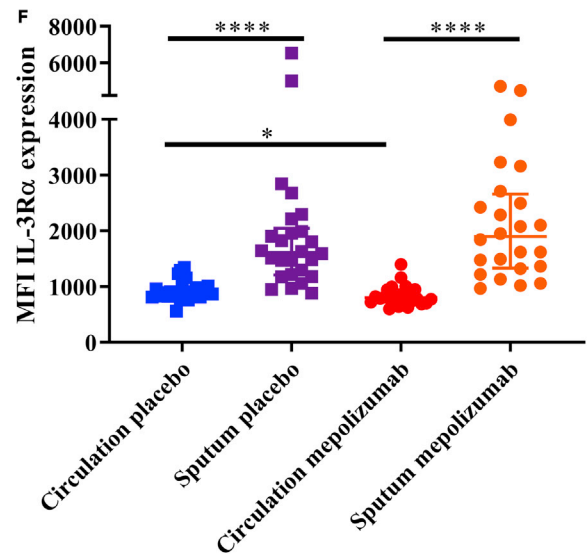 F
****
****
*
MFI IL-3Rα expression
8000
6000
4000
3000
2000
1000
0
Circulation placebo
Sputum placebo
Circulation mepolizumab
Sputum mepolizumab